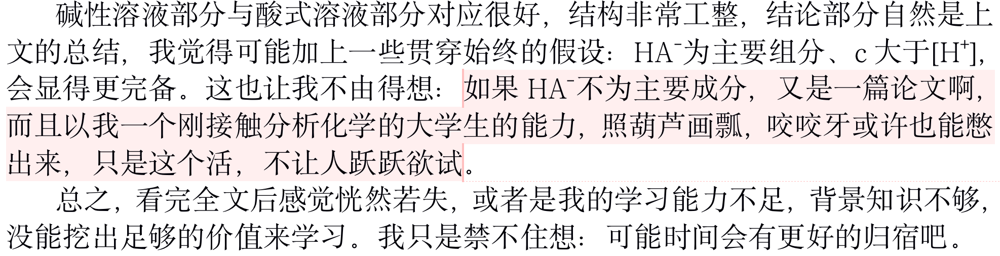 碱性溶液部分与酸式溶液部分对应很好，结构非常工整，结论部分自然是上
文的总结，我觉得可能加上一些贯穿始终的假设：HA⁻为主要组分、c 大于[H⁺]，
会显得更完备。这也让我不由得想：如果 HA⁻不为主要成分，又是一篇论文啊，
而且以我一个刚接触分析化学的大学生的能力，照葫芦画瓢，咬咬牙或许也能憋
出来，只是这个活，不让人跃跃欲试。
总之，看完全文后感觉恍然若失，或者是我的学习能力不足，背景知识不够，
没能挖出足够的价值来学习。我只是禁不住想：可能时间会有更好的归宿吧。